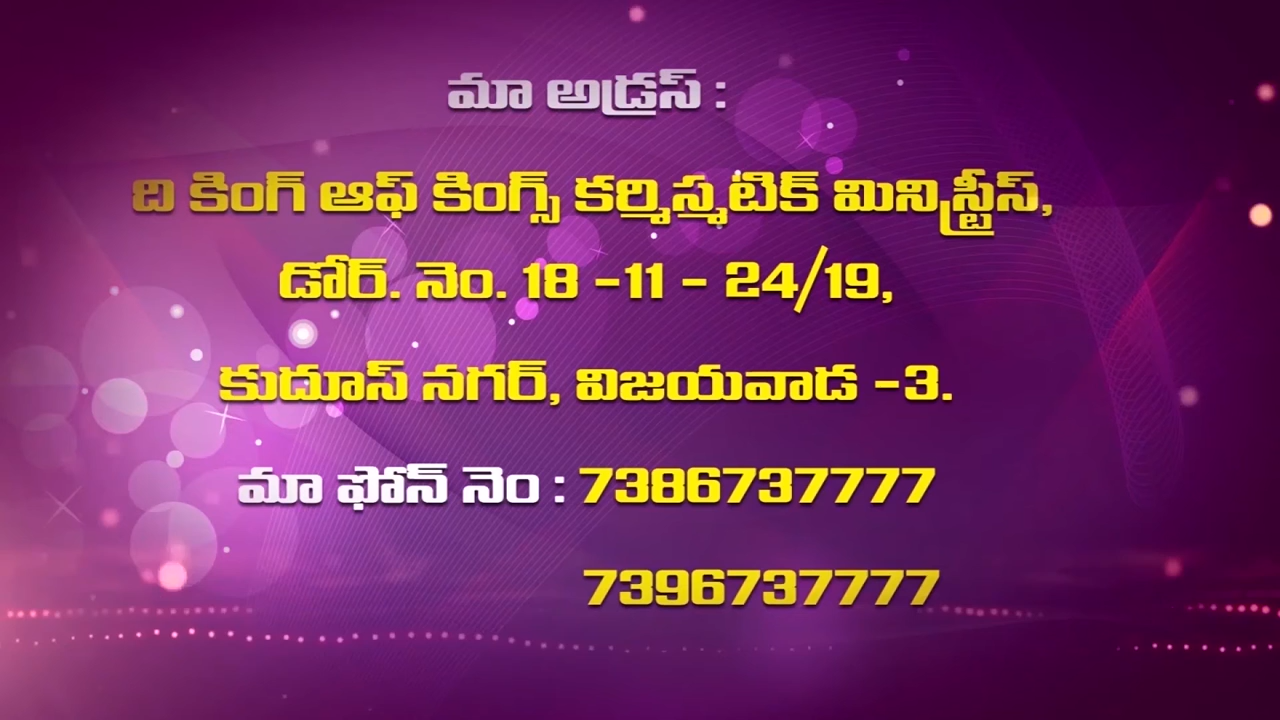 మా అడ్రస్ :
ది కింగ్ ఆఫ్ కింగ్స్ కర్మిస్మటిక్ మినిస్ట్రీస్,
డోర్. నెం. 18 -11 - 24/19,
కుదూస్ నగర్, విజయవాడ -3.
మా ఫోన్ నెం : 7386737777
7396737777